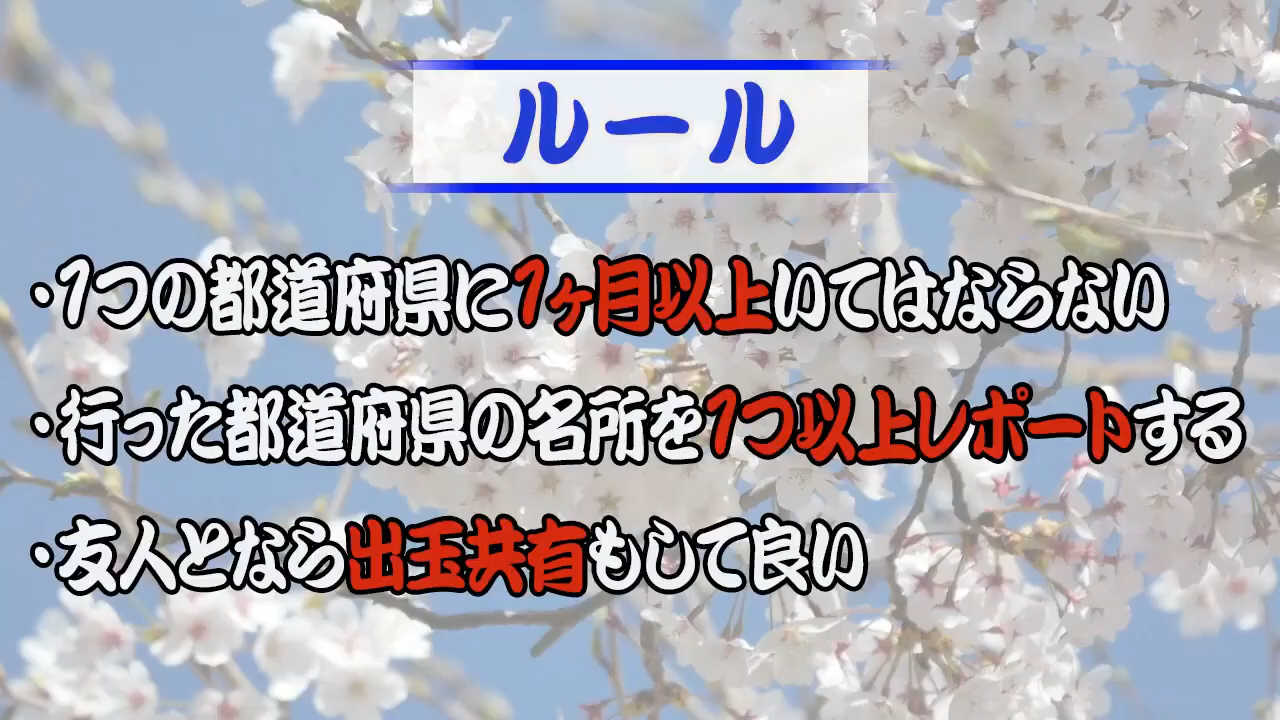 ルール
・1つの都道府県に1ヶ月以上いてはならない
・行った都道府県の名所を1つ以上レポートする
・友人となら出玉共有もして良い